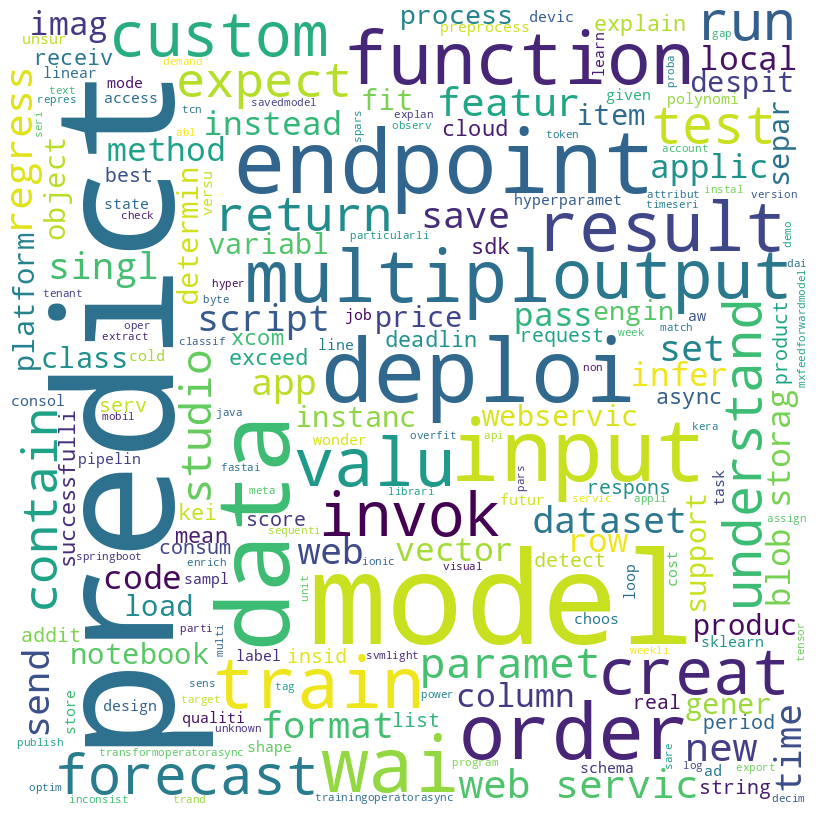 imag
custom
process
devic
preprocess
unsur
explain
learn
run
gap
receiv
linear
mode
demand
function
local
proba
text
repres
access
tcn
savedmodel
expect
fit
featur
despit
given
polynomi
seri
predict
regress
object
method
abl
instead
explan
observ
spars
cloud
item
token
test
account
separ
best
state
check
determin
versu
endpoint
applic
hyperparamet
attribut
instal
timeseri
version
return
save
result
variabl
particularli
sdk
demo
platform
singl
tenant
hyper
multipl
output
dai
byte
oper
extract
script
job
price
pass
engin
aw
week
match
mxfeedforwardmodel
class
cold
classif
xcom
exceed
line
deadlin
request
set
product
consol
mobil
studio
app
deploi
non
infer
serv
java
instanc
webservic
async
understand
storag
blob
contain
successfulli
pipelin
data
wonder
overfit
api
kera
valu
input
kei
fastai
meta
librari
futur
servic
appli
respons
task
score
sequenti
pars
support
assign
mean
consum
springboot
invok
dataset
web
ionic
vector
row
detect
loop
cost
code
enrich
sampl
visual
unit
model
load
choos
addit
parti
multi
produc
sklearn
tensor
notebook
label
insid
svmlight
paramet
weekli
creat
send
sens
target
tag
train
power
column
real
gener
store
design
qualiti
unknown
format
list
order
period
time
publish
transformoperatorasync
shape
new
forecast
wai
program
schema
sare
log
ad
export
web servic
string
optim
inconsist
trand
trainingoperatorasync
decim